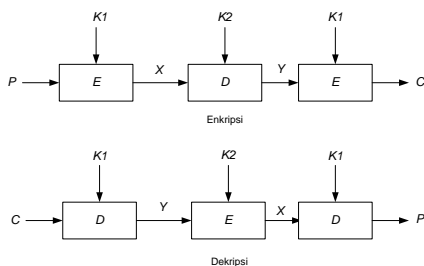 K1 K2 K1
P E X D Y E C
Enkripsi
K1 K2 K1
C D Y E X D P
Dekripsi